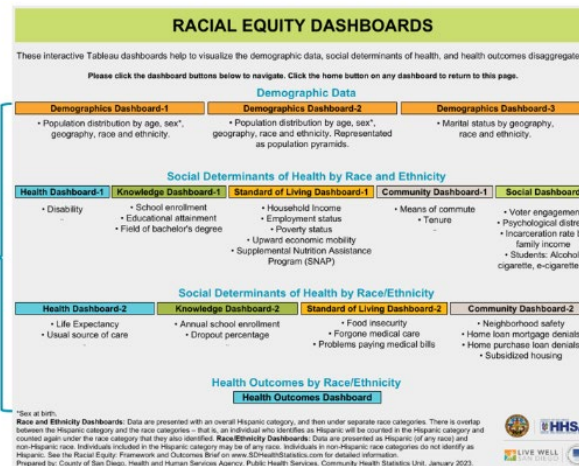 RACIAL EQUITY DASHBOARDS
These interactive Tableau dashboards help to visualize the demographic data, social determinants of health, and health outcomes disaggregate
Please click the dashboard buttons below to navigate. Click the home button on any dashboard to return to this page.
Demographic Data
Demographics Dashboard-1
• Population distribution by age, sex*,
geography, race and ethnicity.
Demographics Dashboard-2
• Population distribution by age, sex*,
geography, race and ethnicity. Represented
as population pyramids.
Demographics Dashboard-3
• Marital status by geography,
race and ethnicity.
Social Determinants of Health by Race and Ethnicity
Health Dashboard-1
• Disability
Knowledge Dashboard-1
• School enrollment
• Educational attainment
• Field of bachelor's degree
Standard of Living Dashboard-1
• Household Income
• Employment status
• Poverty status
• Upward economic mobility
• Supplemental Nutrition Assistance
Program (SNAP)
Community Dashboard-1
• Means of commute
• Tenure
Social Dashboard
• Voter engagemen
• Psychological distre
• Incarceration rate b
family income
• Students: Alcohol
cigarette, e-cigarette
Social Determinants of Health by Race/Ethnicity
Health Dashboard-2
• Life Expectancy
• Usual source of care
Knowledge Dashboard-2
• Annual school enrollment
• Dropout percentage
Standard of Living Dashboard-2
• Food insecurity
• Forgone medical care
• Problems paying medical bills
Community Dashboard-2
• Neighborhood safety
• Home loan mortgage denials
• Home purchase loan denials
• Subsidized housing
Health Outcomes by Race/Ethnicity
Health Outcomes Dashboard
*Sex at birth.
Race and Ethnicity Dashboards: Data are presented with an overall Hispanic category, and then under separate race categories. There is overlap
between the Hispanic category and the race categories – that is, an individual who identifies as Hispanic will be counted in the Hispanic category and
counted again under the race category that they also identified. Race/Ethnicity Dashboards: Data are presented as Hispanic (of any race) and
non-Hispanic race. Individuals included in the Hispanic category may be of any race. Individuals in non-Hispanic race categories do not identify as
Hispanic. See the Racial Equity: Framework and Outcomes Brief on www.SDHealthStatistics.com for detailed information.
Prepared by: County of San Diego, Health and Human Services Agency, Public Health Services, Community Health Statistics Unit, January 2023.
HHSA
LIVE WELL
SAN DIEGO